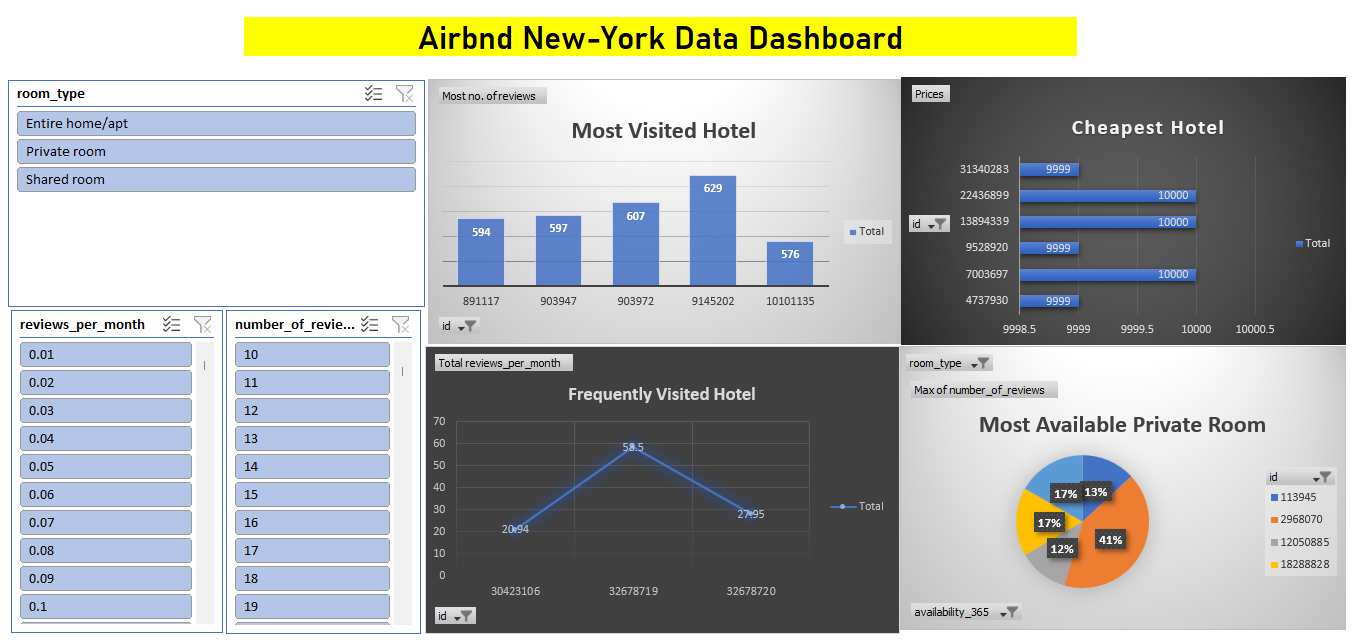 Airbnd New-York Data Dashboard
room_type
Entire home/apt
Private room
Shared room
reviews_per_month
0.01
0.02
0.03
0.04
0.05
0.06
0.07
0.08
0.09
0.1
number_of_revie...
10
11
12
13
14
15
16
17
18
19
Most no. of reviews
Most Visited Hotel
594
597
607
629
576
891117
903947
903972
9145202
10101135
Total
id
Prices
Cheapest Hotel
31340283
22436899
13894339
9528920
7003697
4737930
9999
10000
10000
9999
10000
9999
9998.5
9999
9999.5
10000
10000.5
id
Total
Total reviews_per_month
Frequently Visited Hotel
70
60
50
40
30
20
10
0
20.94
58.5
27.95
30423106
32678719
32678720
Total
id
room_type
Max of number_of_reviews
Most Available Private Room
17%
13%
17%
12%
41%
id
113945
2968070
12050885
18288828
availability_365